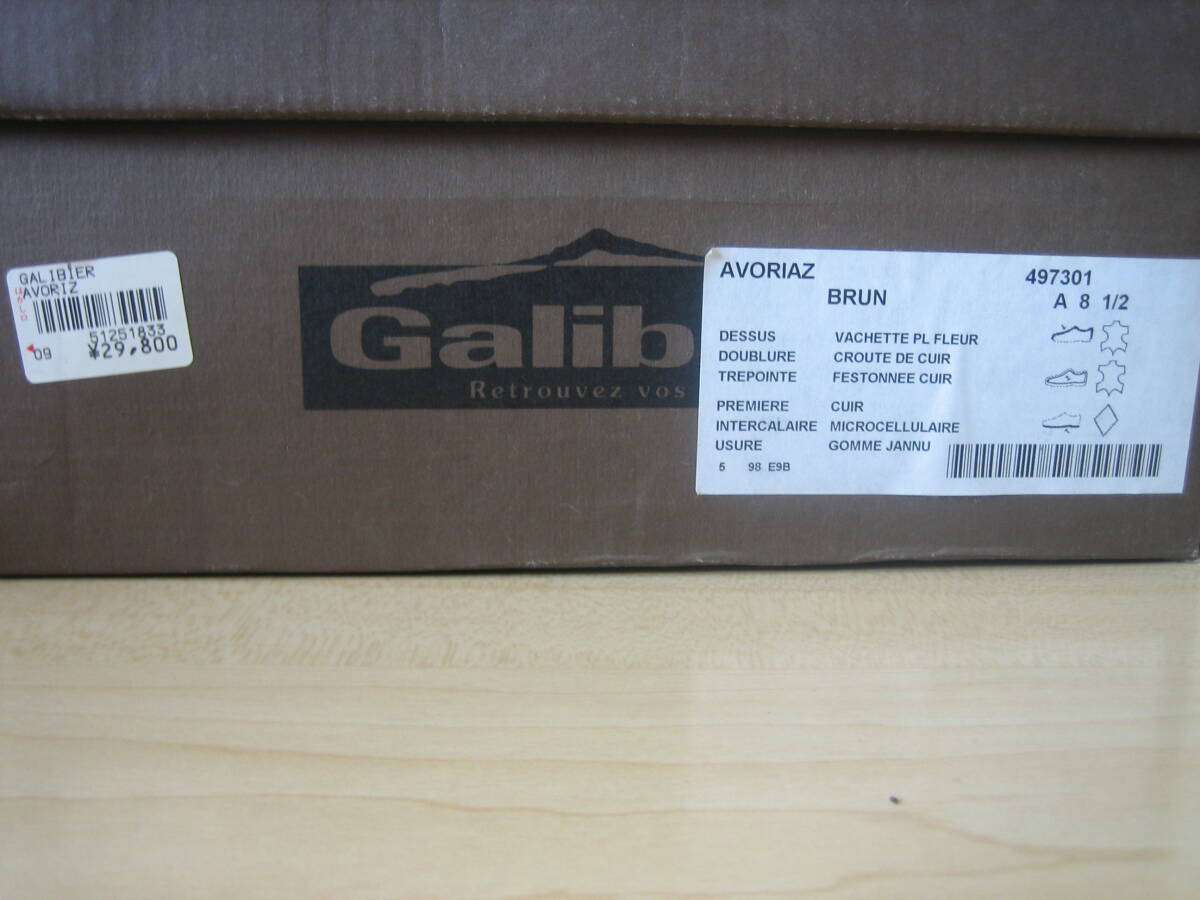 GALIBIER
AVORIZ
51251833
09 ¥29,800
Galib
Retrouvez vos
AVORIAZ 497301
BRUN A 8 1/2
DESSUS VACHETTE PL FLEUR
DOUBLURE CROUTE DE CUIR
TREPOINTE FESTONNEE CUIR
PREMIERE CUIR
INTERCALAIRE MICROCELLULAIRE
USURE GOMME JANNU
5 98 E9B